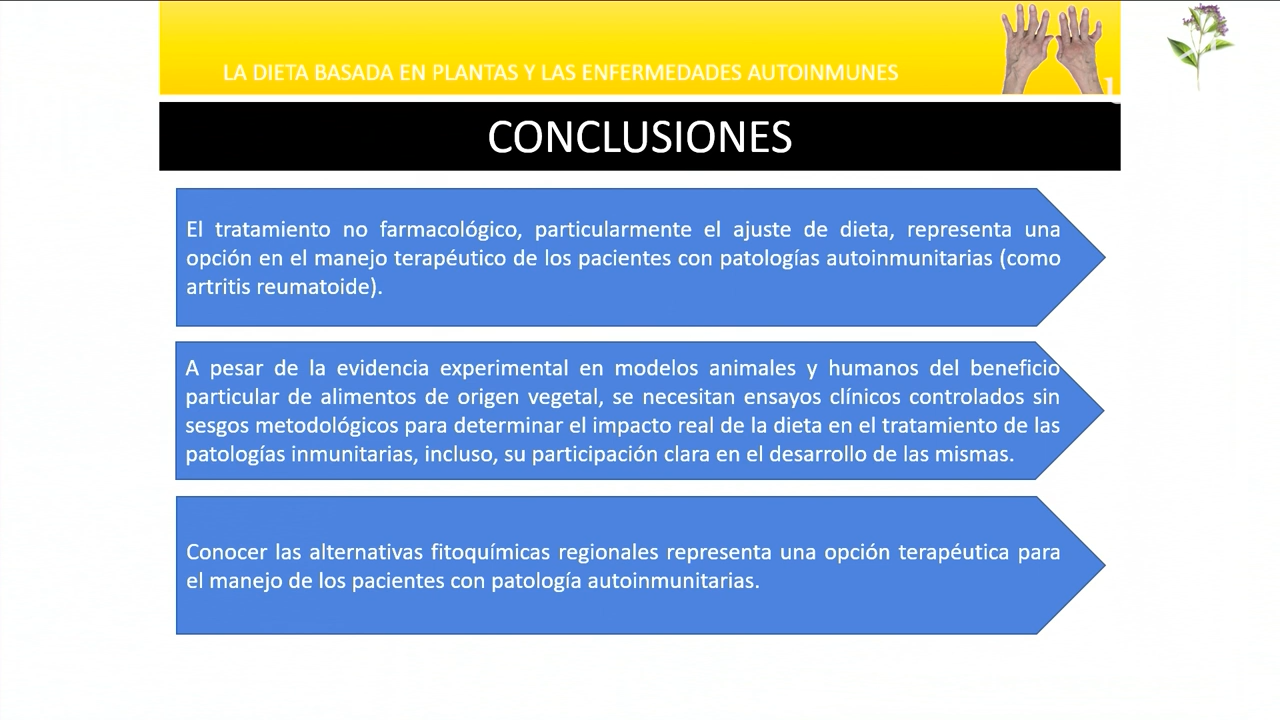 LA DIETA BASADA EN PLANTAS Y LAS ENFERMEDADES AUTOINMUNES
CONCLUSIONES
El tratamiento no farmacológico, particularmente el ajuste de dieta, representa una
opción en el manejo terapéutico de los pacientes con patologías autoinmunitarias (como
artritis reumatoide).
A pesar de la evidencia experimental en modelos animales y humanos del beneficio
particular de alimentos de origen vegetal, se necesitan ensayos clínicos controlados sin
sesgos metodológicos para determinar el impacto real de la dieta en el tratamiento de las
patologías inmunitarias, incluso, su participación clara en el desarrollo de las mismas.
Conocer las alternativas fitoquímicas regionales representa una opción terapéutica para
el manejo de los pacientes con patología autoinmunitarias.